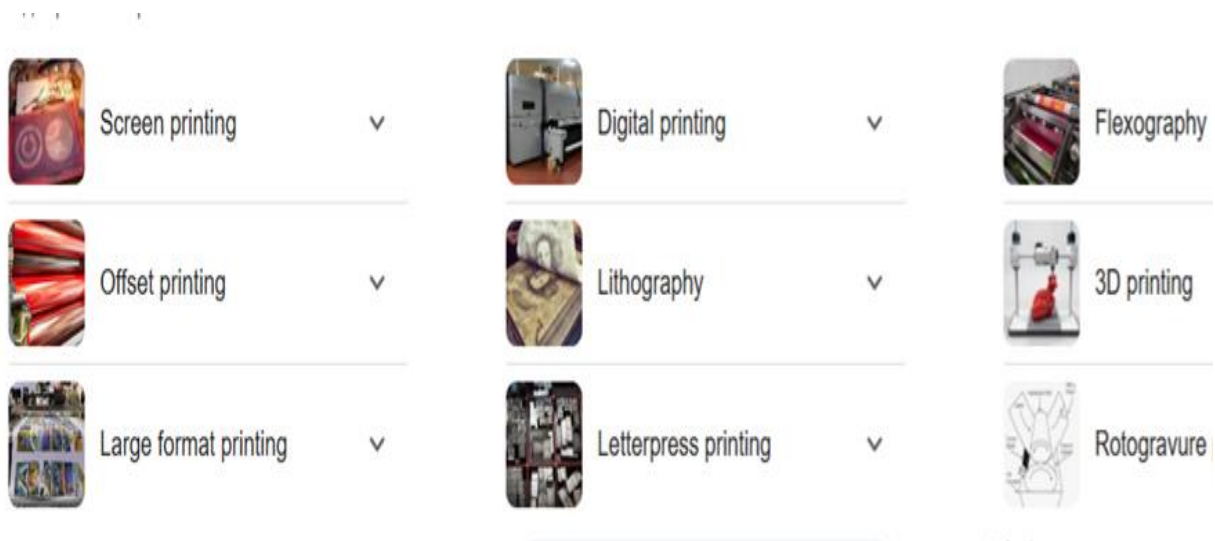 Screen printing
Digital printing
Flexography
Offset printing
Lithography
3D printing
Large format printing
Letterpress printing
Rotogravure